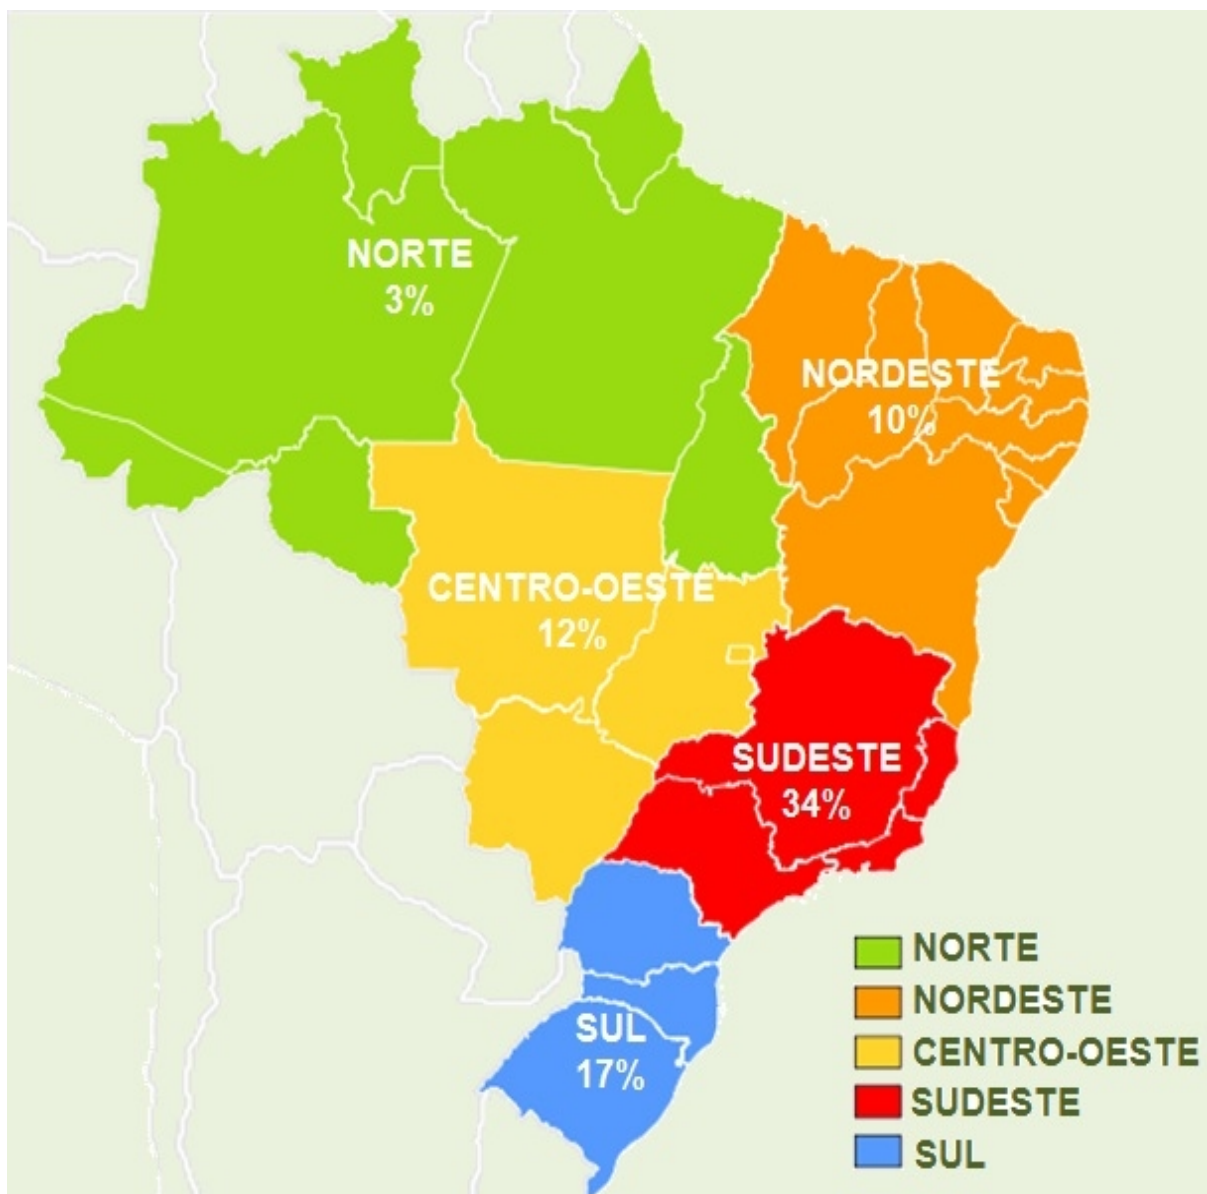 NORTE
3%
NORDESTE
10%
CENTRO-OESTE
12%
SUDESTE
34%
SUL
17%
NORTE
NORDESTE
CENTRO-OESTE
SUDESTE
SUL